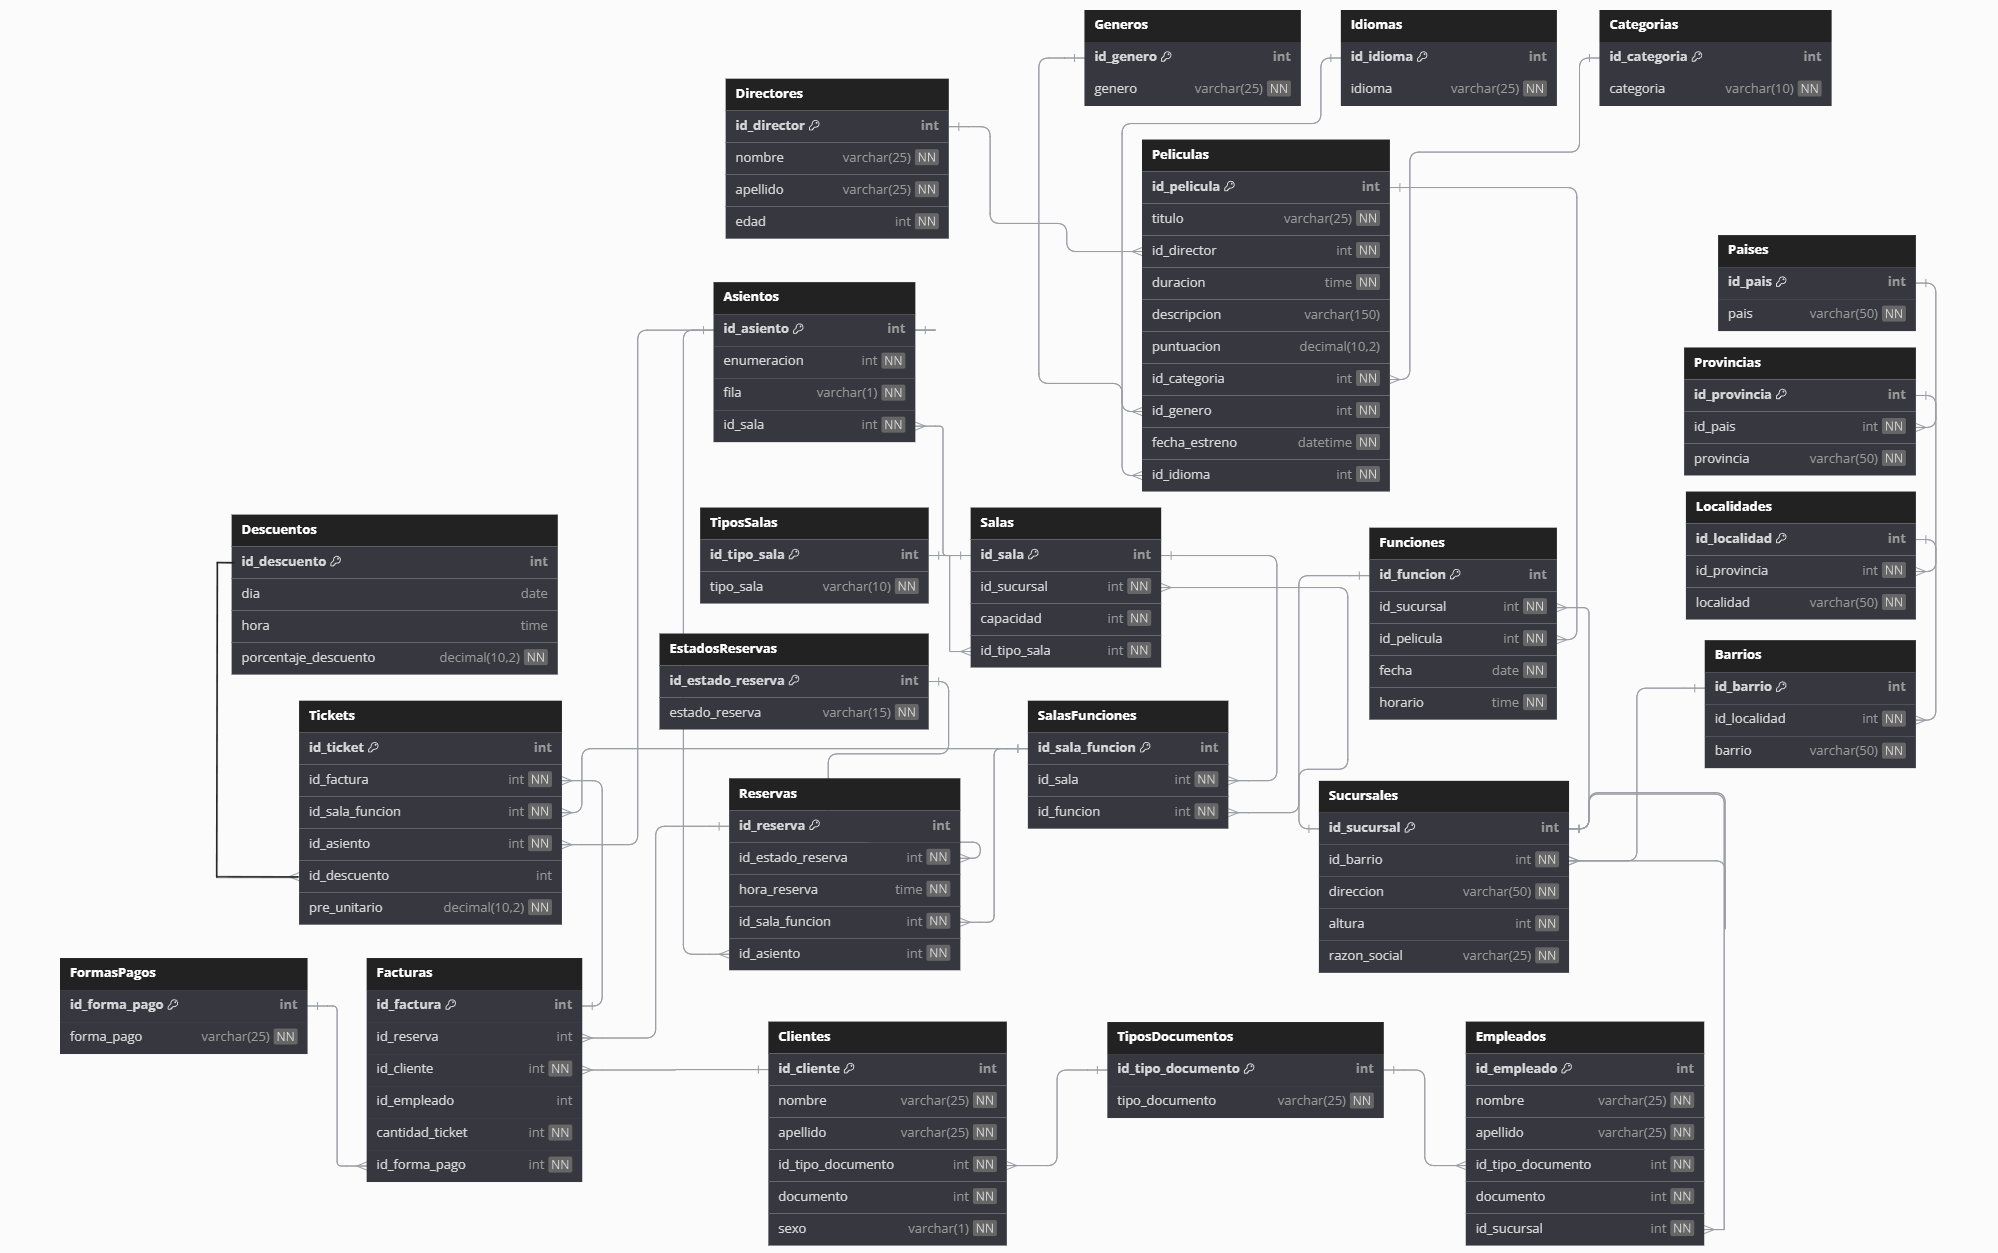 Generos
id_genero int
genero varchar(25) NN
Idiomas
id_idioma int
idioma varchar(25) NN
Categorias
id_categoria int
categoria varchar(10) NN
Directores
id_director int
nombre varchar(25) NN
apellido varchar(25) NN
edad int NN
Peliculas
id_pelicula int
titulo varchar(25) NN
id_director int NN
duracion time NN
descripcion varchar(150)
puntuacion decimal(10,2)
id_categoria int NN
id_genero int NN
fecha_estreno datetime NN
id_idioma int NN
Paises
id_pais int
pais varchar(50) NN
Asientos
id_asiento int
enumeracion int NN
fila varchar(1) NN
id_sala int NN
Provincias
id_provincia int
id_pais int NN
provincia varchar(50) NN
Localidades
id_localidad int
id_provincia int NN
localidad varchar(50) NN
Descuentos
id_descuento int
dia date
hora time
porcentaje_descuento decimal(10,2) NN
TiposSalas
id_tipo_sala int
tipo_sala varchar(10) NN
Salas
id_sala int
id_sucursal int NN
capacidad int NN
id_tipo_sala int NN
Funciones
id_funcion int
id_sucursal int NN
id_pelicula int NN
fecha date NN
horario time NN
EstadosReservas
id_estado_reserva int
estado_reserva varchar(15) NN
Barrios
id_barrio int
id_localidad int NN
barrio varchar(50) NN
Tickets
id_ticket int
id_factura int NN
id_sala_funcion int NN
id_asiento int NN
id_descuento int
pre_unitario decimal(10,2) NN
SalasFunciones
id_sala_funcion int
id_sala int NN
id_funcion int NN
Reservas
id_reserva int
id_estado_reserva int NN
hora_reserva time NN
id_sala_funcion int NN
id_asiento int NN
Sucursales
id_sucursal int
id_barrio int NN
direccion varchar(50) NN
altura int NN
razon_social varchar(25) NN
FormasPagos
id_forma_pago int
forma_pago varchar(25) NN
Facturas
id_factura int
id_reserva int
id_cliente int NN
id_empleado int
cantidad_ticket int NN
id_forma_pago int NN
Clientes
id_cliente int
nombre varchar(25) NN
apellido varchar(25) NN
id_tipo_documento int NN
documento int NN
sexo varchar(1) NN
TiposDocumentos
id_tipo_documento int
tipo_documento varchar(25) NN
Empleados
id_empleado int
nombre varchar(25) NN
apellido varchar(25) NN
id_tipo_documento int NN
documento int NN
id_sucursal int NN